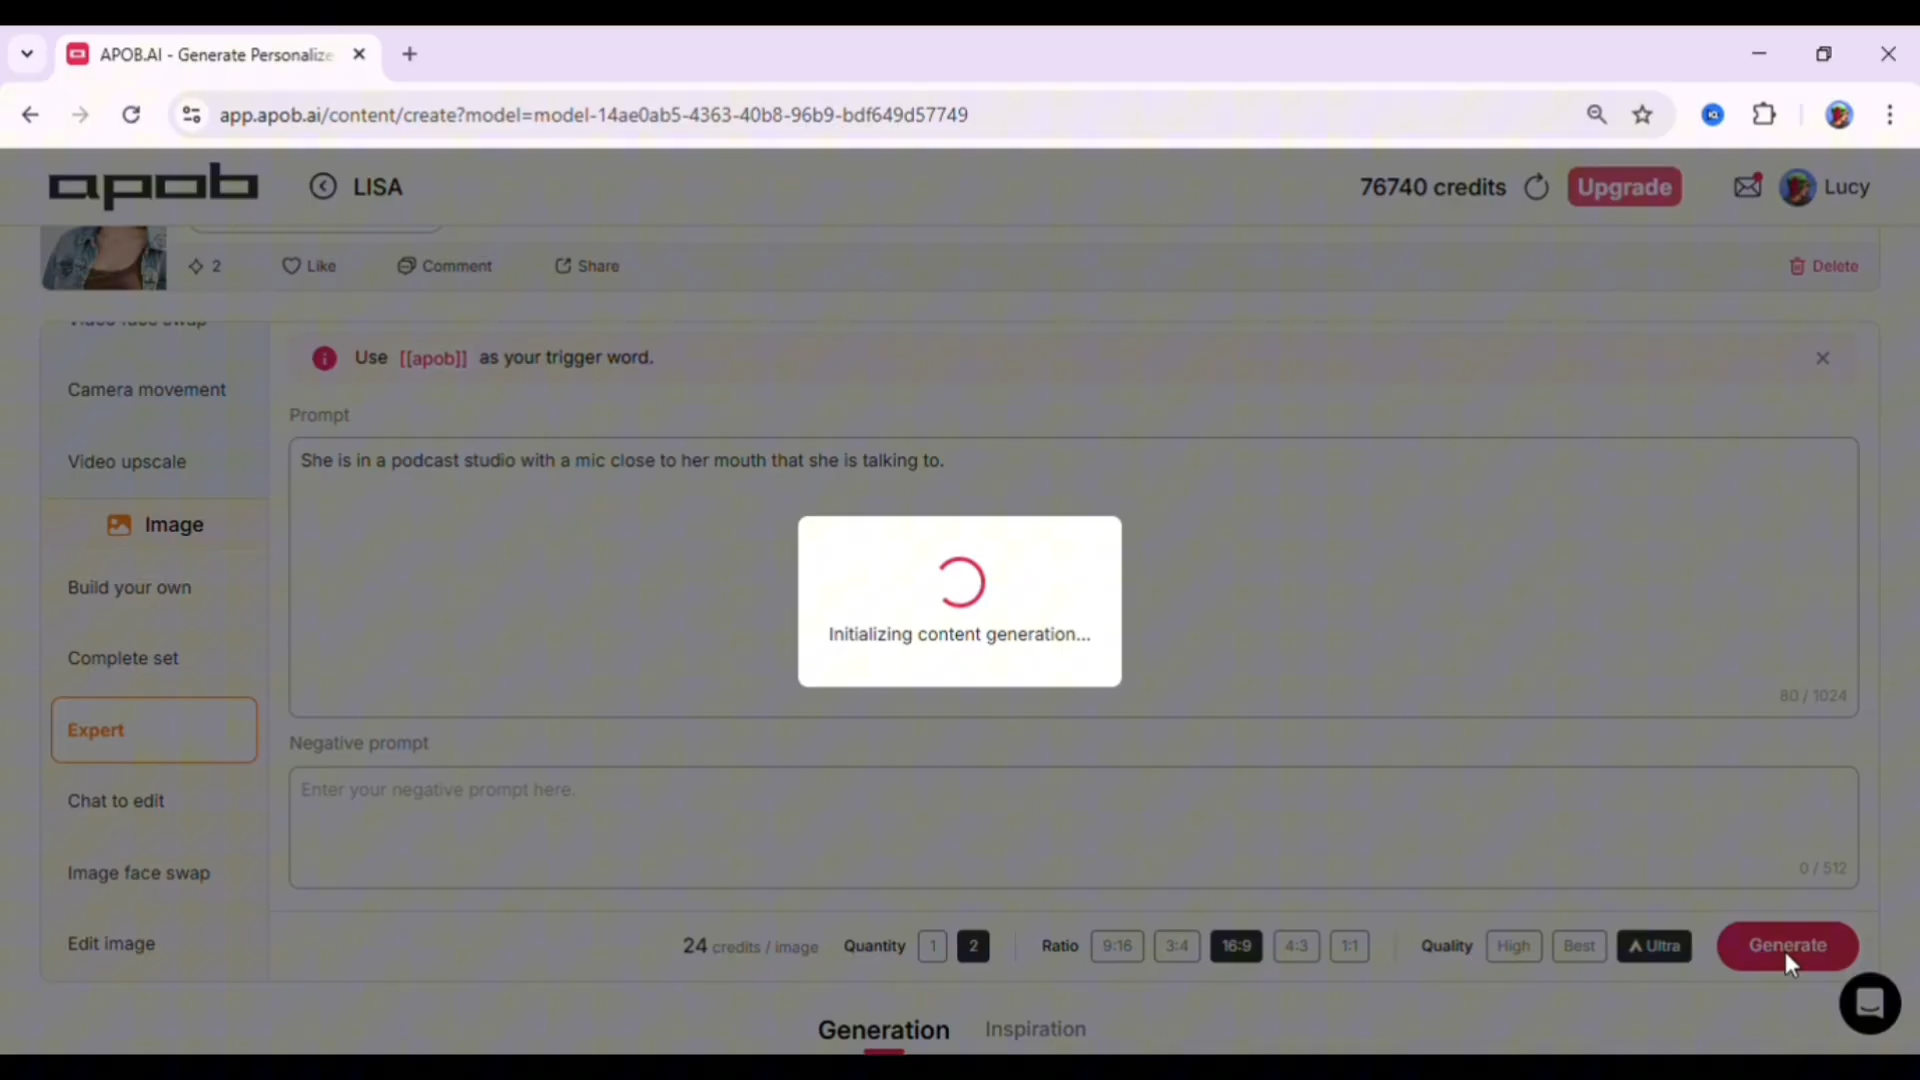 APOB.AI - Generate Personalize
app.apob.ai/content/create?model=model-14ae0ab5-4363-40b8-96b9-bdf649d57749
apob
LISA
76740 credits
Upgrade
Lucy
2
Like
Comment
Share
Delete
Video face swap
Camera movement
Video upscale
Image
Build your own
Complete set
Expert
Chat to edit
Image face swap
Edit image
Use [[apob]] as your trigger word.
Prompt
She is in a podcast studio with a mic close to her mouth that she is talking to.
80 / 1024
Initializing content generation...
Negative prompt
Enter your negative prompt here.
0 / 512
24 credits / image Quantity 1 2 Ratio 9:16 3:4 16:9 4:3 1:1 Quality High Best Ultra Generate
Generation Inspiration